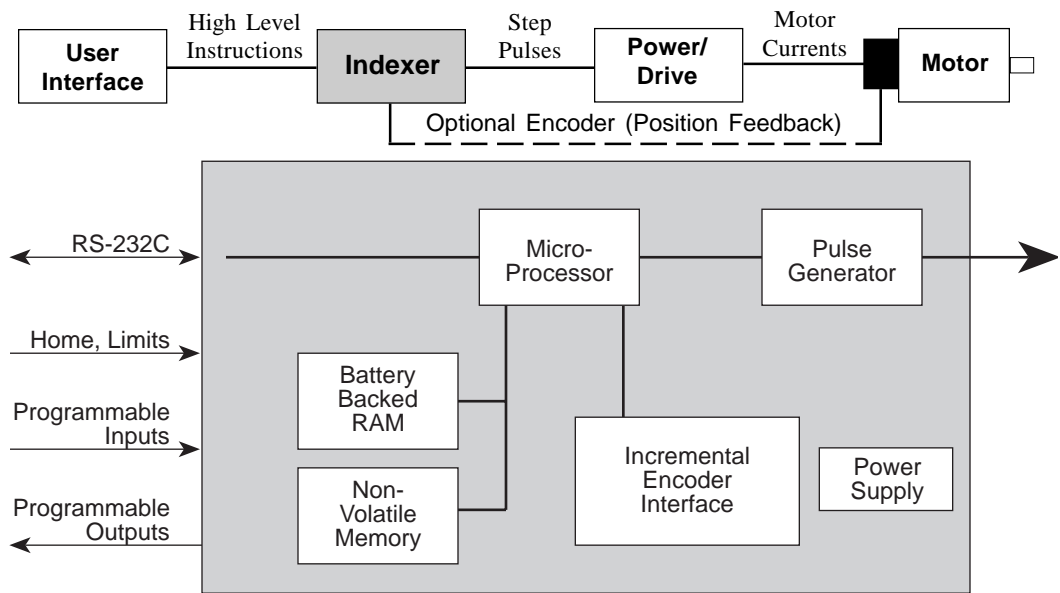 User
Interface
High Level
Instructions
Indexer
Step
Pulses
Power/
Drive
Motor
Currents
Motor
Optional Encoder (Position Feedback)
RS-232C
Home, Limits
Programmable
Inputs
Programmable
Outputs
Micro-
Processor
Pulse
Generator
Battery
Backed
RAM
Non-
Volatile
Memory
Incremental
Encoder
Interface
Power
Supply